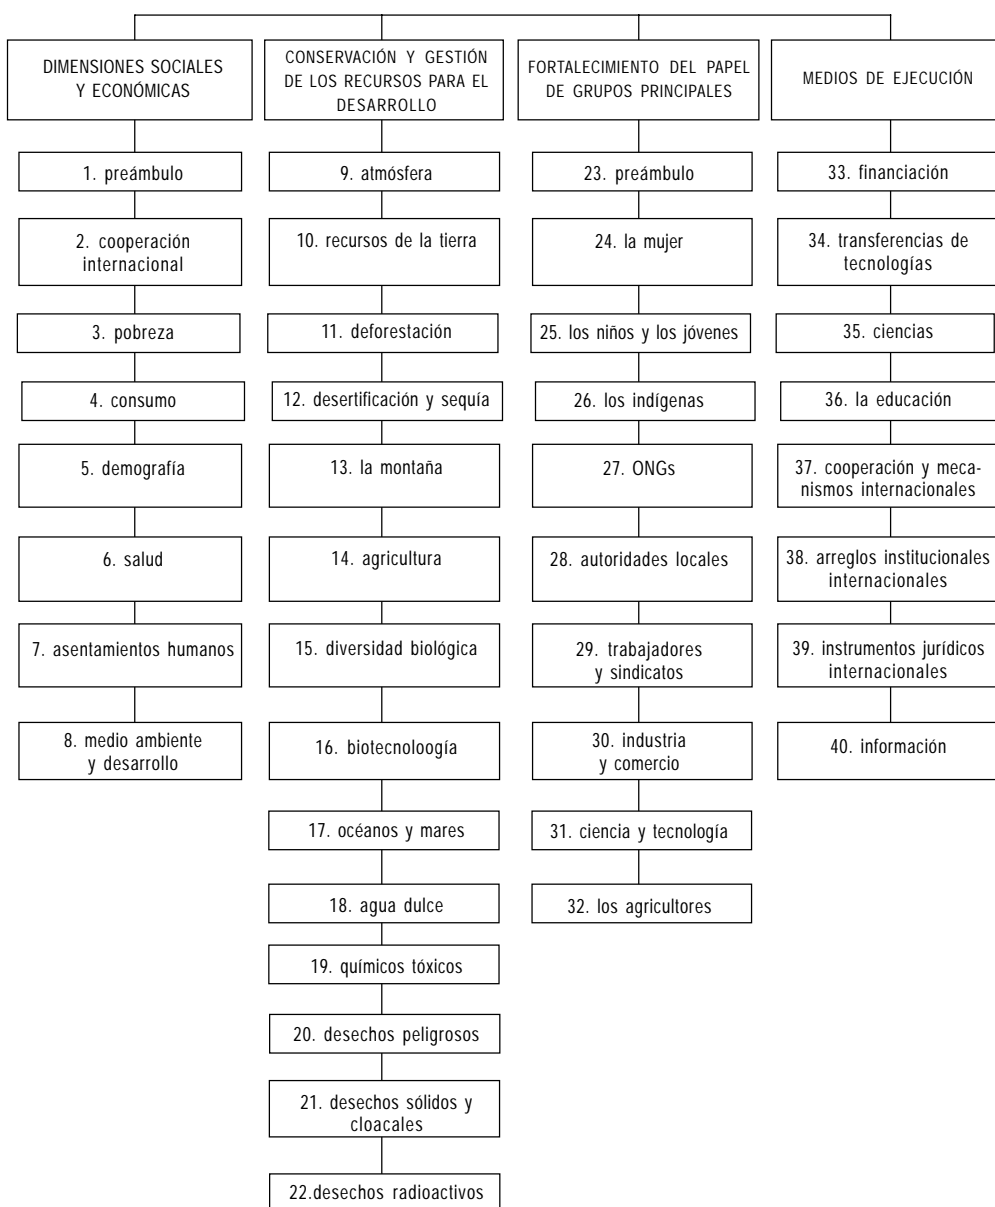 DIMENSIONES SOCIALES
Y ECONÓMICAS
1. preámbulo
2. cooperación
internacional
3. pobreza
4. consumo
5. demografía
6. salud
7. asentamientos humanos
8. medio ambiente
y desarrollo
CONSERVACIÓN Y GESTIÓN
DE LOS RECURSOS PARA EL
DESARROLLO
9. atmósfera
10. recursos de la tierra
11. deforestación
12. desertificación y sequía
13. la montaña
14. agricultura
15. diversidad biológica
16. biotecnoloogía
17. océanos y mares
18. agua dulce
19. químicos tóxicos
20. desechos peligrosos
21. desechos sólidos y
cloacales
22.desechos radioactivos
FORTALECIMIENTO DEL PAPEL
DE GRUPOS PRINCIPALES
23. preámbulo
24. la mujer
25. los niños y los jóvenes
26. los indígenas
27. ONGs
28. autoridades locales
29. trabajadores
y sindicatos
30. industria
y comercio
31. ciencia y tecnología
32. los agricultores
MEDIOS DE EJECUCIÓN
33. financiación
34. transferencias de
tecnologías
35. ciencias
36. la educación
37. cooperación y meca-
nismos internacionales
38. arreglos institucionales
internacionales
39. instrumentos jurídicos
internacionales
40. información